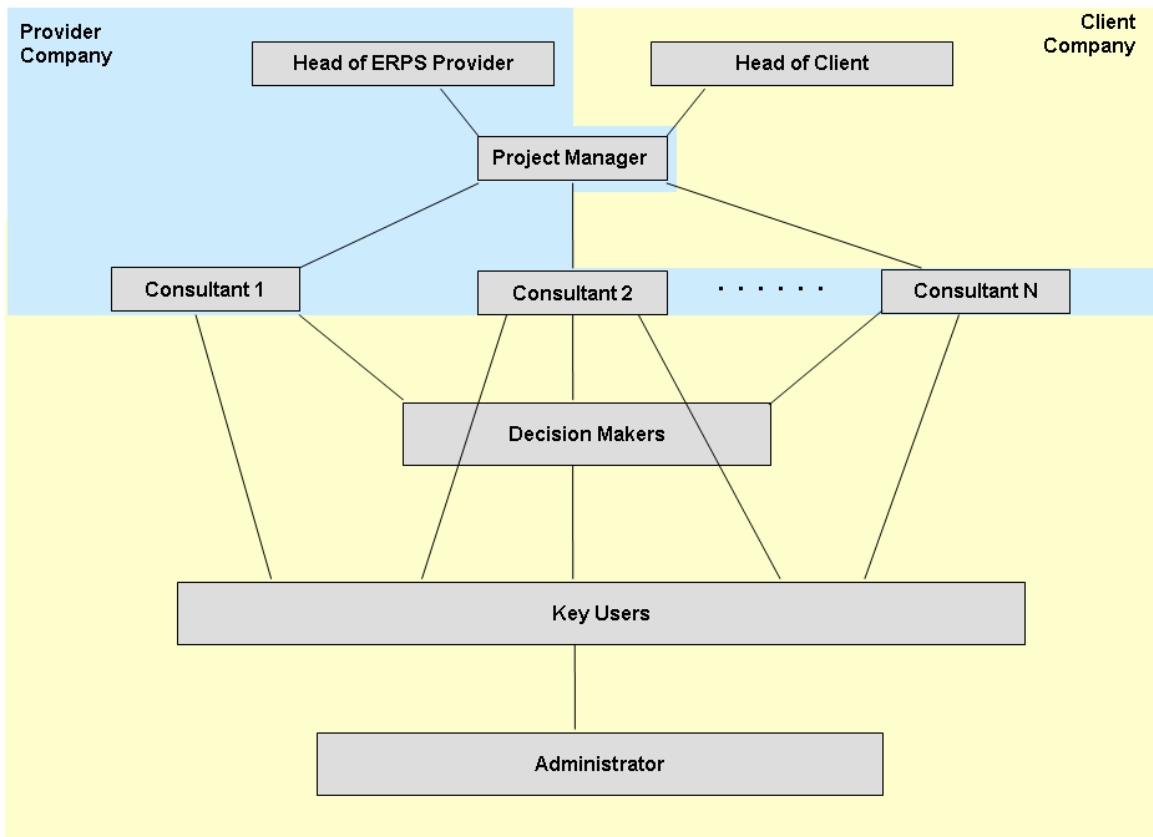 Provider
Company
Client
Company
Head of ERPS Provider
Head of Client
Project Manager
Consultant 1
Consultant 2
. . . . . .
Consultant N
Decision Makers
Key Users
Administrator